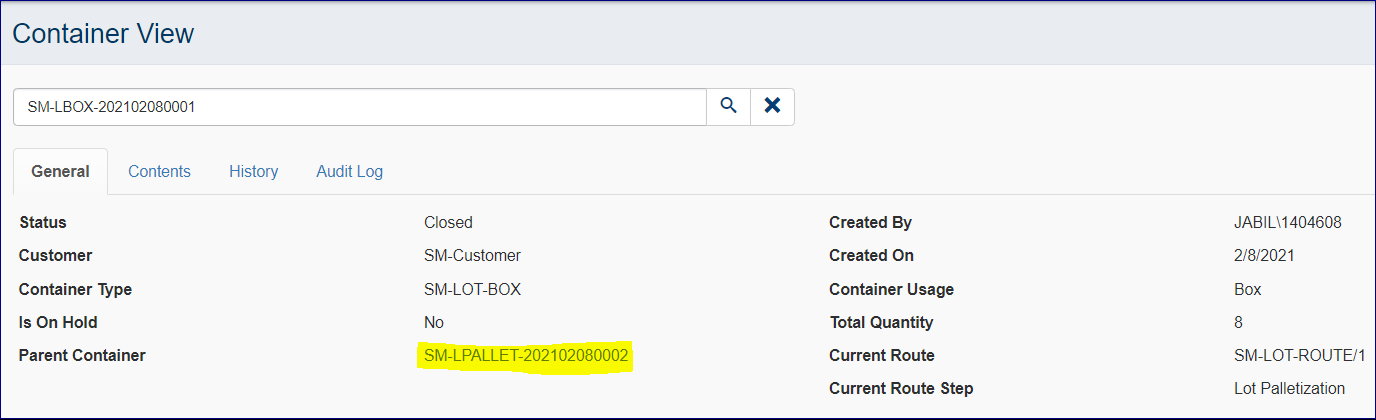 Container View
SM-LBOX-202102080001
General Contents History Audit Log
Status Closed Created By JABIL\1404608
Customer SM-Customer Created On 2/8/2021
Container Type SM-LOT-BOX Container Usage Box
Is On Hold No Total Quantity 8
Parent Container SM-LPALLET-202102080002 Current Route SM-LOT-ROUTE/1
Current Route Step Lot Palletization